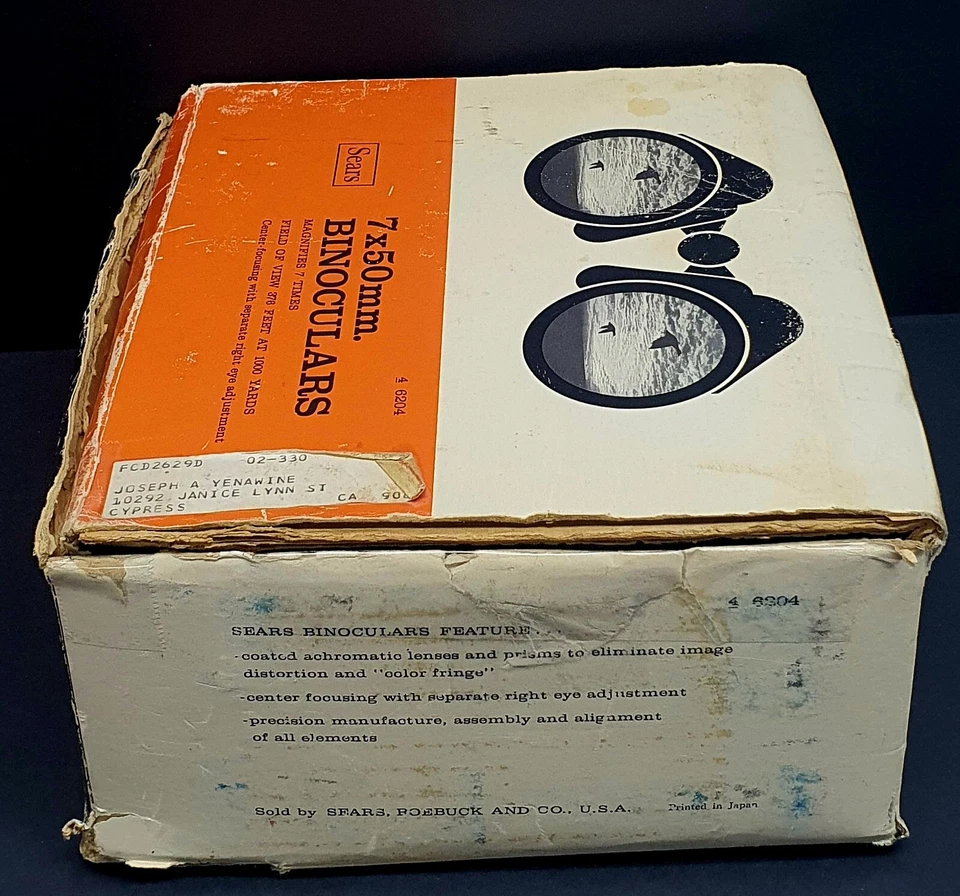 Sears
7x50mm.
BINOCULARS
MAGNIFIES 7 TIMES
FIELD OF VIEW 378 FEET AT 1000 YARDS
Center-focusing with separate right eye adjustment
4 6204
FCD2629D 02-330
JOSEPH A YENAWINE
10292 JANICE LYNN ST
CYPRESS CA
4 6204
SEARS BINOCULARS FEATURE...
-coated achromatic lenses and prisms to eliminate image
distortion and "color fringe"
-center focusing with separate right eye adjustment
-precision manufacture, assembly and alignment
of all elements
Sold by SEARS, ROEBUCK AND CO., U.S.A.
Printed in Japan